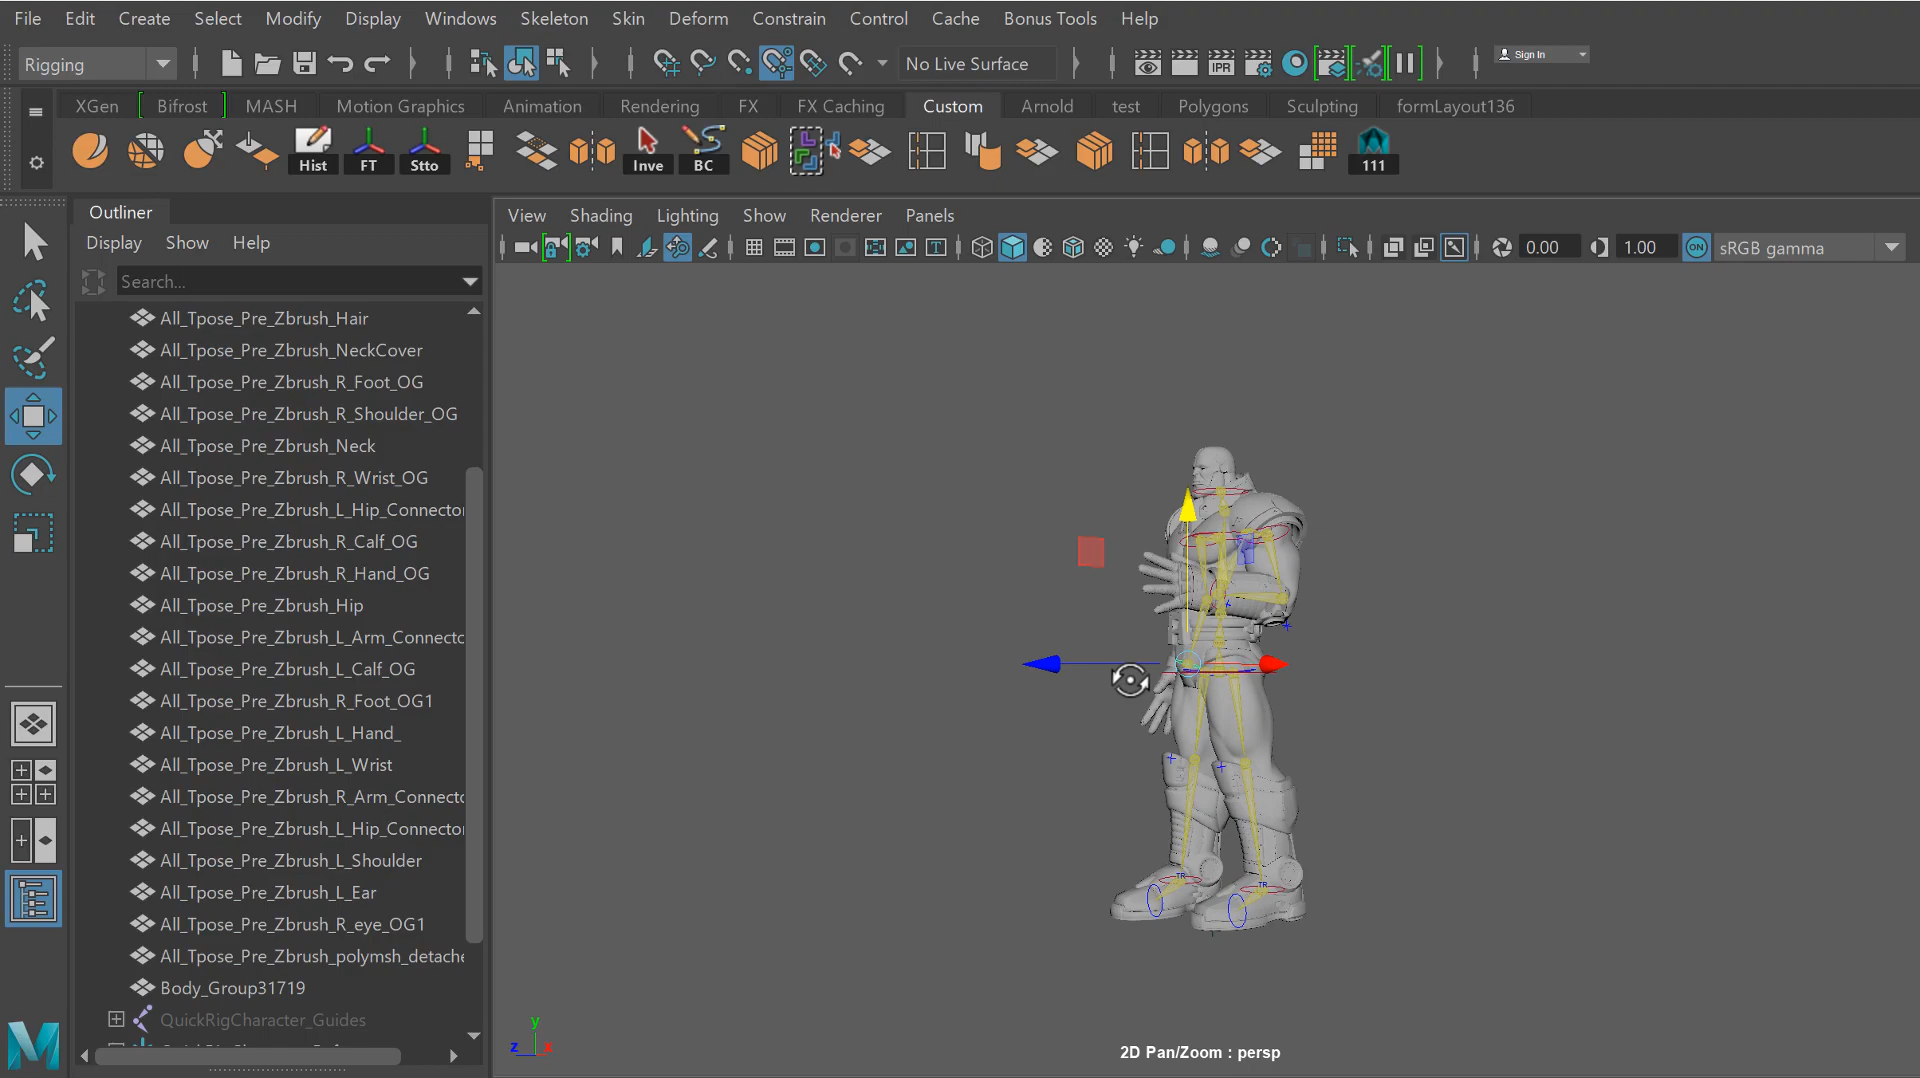 File Edit Create Select Modify Display Windows Skeleton Skin Deform Constrain Control Cache Bonus Tools Help
Rigging No Live Surface IPR Sign In
XGen Bifrost MASH Motion Graphics Animation Rendering FX FX Caching Custom Arnold test Polygons Sculpting formLayout136
Hist FT Stto Inve BC 111
Outliner
Display Show Help
Search...
All_Tpose_Pre_Zbrush_Hair
All_Tpose_Pre_Zbrush_NeckCover
All_Tpose_Pre_Zbrush_R_Foot_OG
All_Tpose_Pre_Zbrush_R_Shoulder_OG
All_Tpose_Pre_Zbrush_Neck
All_Tpose_Pre_Zbrush_R_Wrist_OG
All_Tpose_Pre_Zbrush_L_Hip_Connector
All_Tpose_Pre_Zbrush_R_Calf_OG
All_Tpose_Pre_Zbrush_R_Hand_OG
All_Tpose_Pre_Zbrush_Hip
All_Tpose_Pre_Zbrush_L_Arm_Connecto
All_Tpose_Pre_Zbrush_L_Calf_OG
All_Tpose_Pre_Zbrush_R_Foot_OG1
All_Tpose_Pre_Zbrush_L_Hand_
All_Tpose_Pre_Zbrush_L_Wrist
All_Tpose_Pre_Zbrush_R_Arm_Connecto
All_Tpose_Pre_Zbrush_L_Hip_Connector
All_Tpose_Pre_Zbrush_L_Shoulder
All_Tpose_Pre_Zbrush_L_Ear
All_Tpose_Pre_Zbrush_R_eye_OG1
All_Tpose_Pre_Zbrush_polymsh_detache
Body_Group31719
QuickRigCharacter_Guides
View Shading Lighting Show Renderer Panels
0.00 1.00 ON sRGB gamma
TR TR
y
z x
2D Pan/Zoom : persp
M